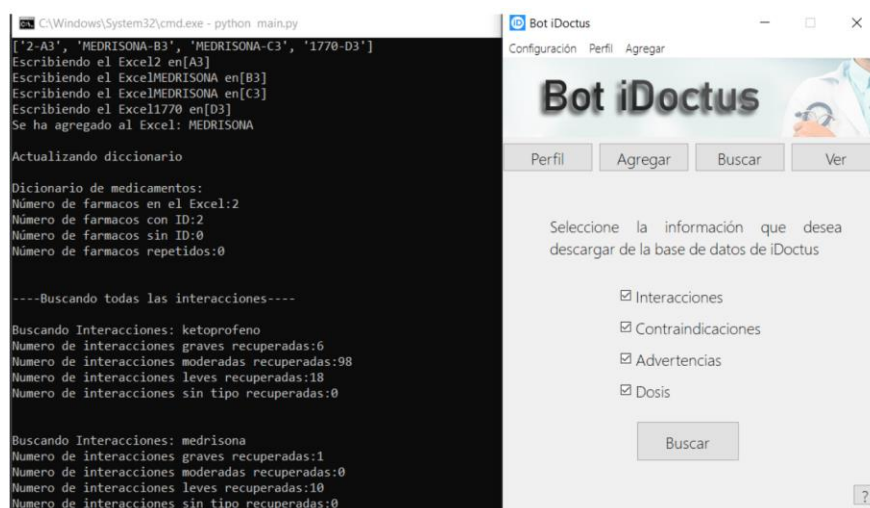 C:\Windows\System32\cmd.exe - python main.py
['2-A3', 'MEDRISONA-B3', 'MEDRISONA-C3', '1770-D3']
Escribiendo el Excel2 en[A3]
Escribiendo el ExcelMEDRISONA en[B3]
Escribiendo el ExcelMEDRISONA en[C3]
Escribiendo el Excel1770 en[D3]
Se ha agregado al Excel: MEDRISONA
Actualizando diccionario
Dicionario de medicamentos:
Número de farmacos en el Excel:2
Número de farmacos con ID:2
Número de farmacos sin ID:0
Número de farmacos repetidos:0
----Buscando todas las interacciones----
Buscando Interacciones: ketoprofeno
Numero de interacciones graves recuperadas:6
Numero de interacciones moderadas recuperadas:98
Numero de interacciones leves recuperadas:18
Numero de interacciones sin tipo recuperadas:0
Buscando Interacciones: medrisona
Numero de interacciones graves recuperadas:1
Numero de interacciones moderadas recuperadas:0
Numero de interacciones leves recuperadas:10
Numero de interacciones sin tipo recuperadas:0
iD Bot iDoctus
Configuración Perfil Agregar
Bot iDoctus
Perfil Agregar Buscar Ver
Seleccione la información que desea
descargar de la base de datos de iDoctus
Interacciones
Contraindicaciones
Advertencias
Dosis
Buscar
?